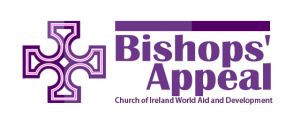 Bishops'
Appeal
Church of Ireland World Aid and Development